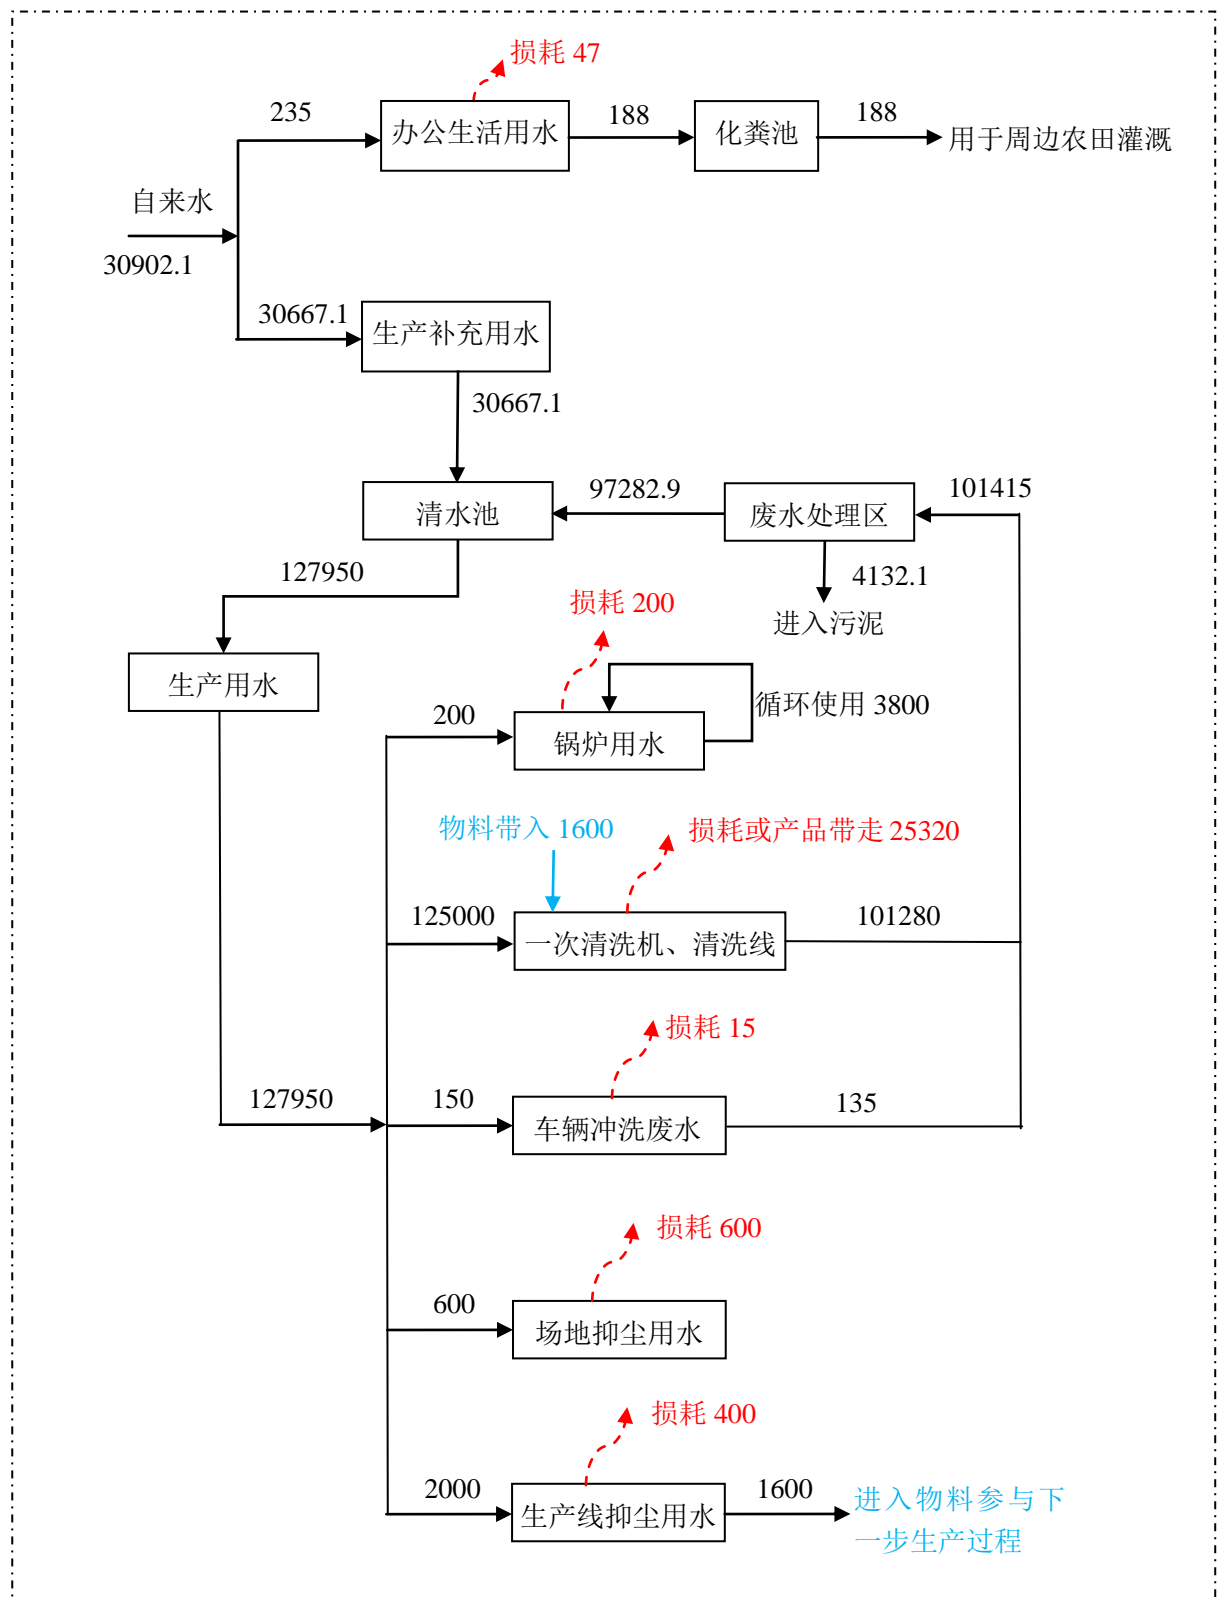 损耗 47
235
办公生活用水
188
化粪池
188
用于周边农田灌溉
自来水
30902.1
30667.1
生产补充用水
30667.1
清水池
97282.9
废水处理区
101415
127950
4132.1
进入污泥
损耗 200
生产用水
200
锅炉用水
循环使用 3800
物料带入 1600
损耗或产品带走 25320
125000
一次清洗机、清洗线
101280
损耗 15
127950
150
车辆冲洗废水
135
损耗 600
600
场地抑尘用水
损耗 400
2000
生产线抑尘用水
1600
进入物料参与下
一步生产过程